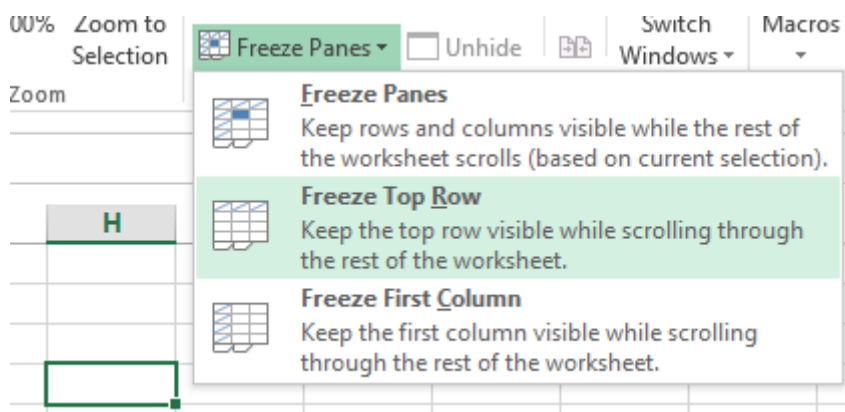 00% Zoom to Selection
Freeze Panes
Unhide
Switch Windows
Macros
Zoom
Freeze Panes
Keep rows and columns visible while the rest of
the worksheet scrolls (based on current selection).
Freeze Top Row
Keep the top row visible while scrolling through
the rest of the worksheet.
Freeze First Column
Keep the first column visible while scrolling
through the rest of the worksheet.
H